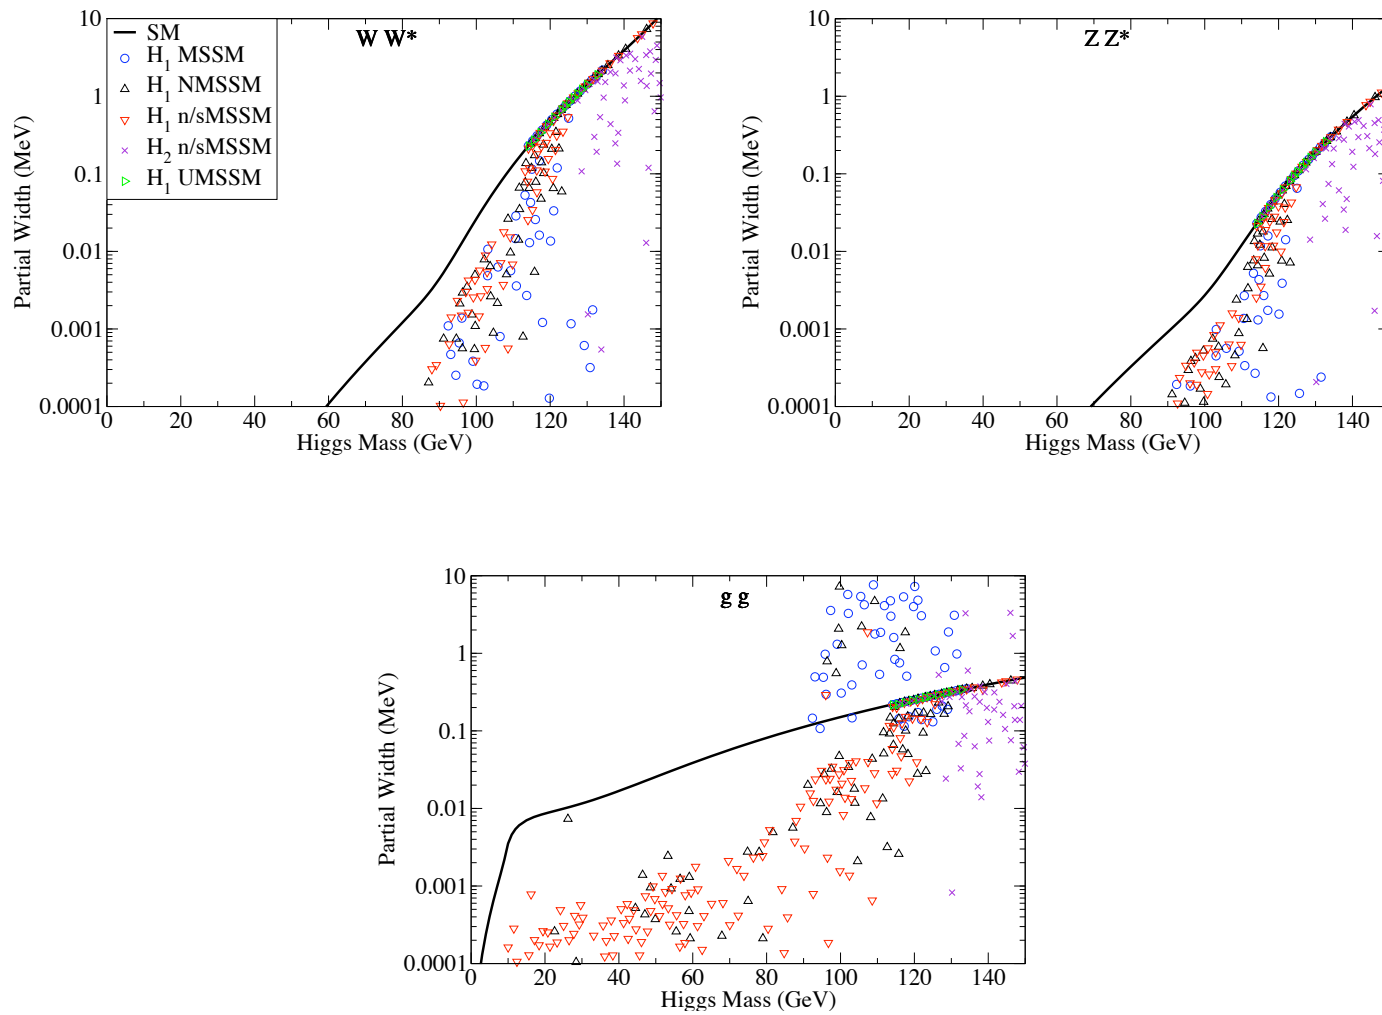 W W*
SM
H1 MSSM
H1 NMSSM
H1 n/sMSSM
H2 n/sMSSM
H1 UMSSM
10
1
0.1
0.01
0.001
0.0001
Partial Width (MeV)
0 20 40 60 80 100 120 140
Higgs Mass (GeV)
Z Z*
10
1
0.1
0.01
0.001
0.0001
Partial Width (MeV)
0 20 40 60 80 100 120 140
Higgs Mass (GeV)
g g
10
1
0.1
0.01
0.001
0.0001
Partial Width (MeV)
0 20 40 60 80 100 120 140
Higgs Mass (GeV)